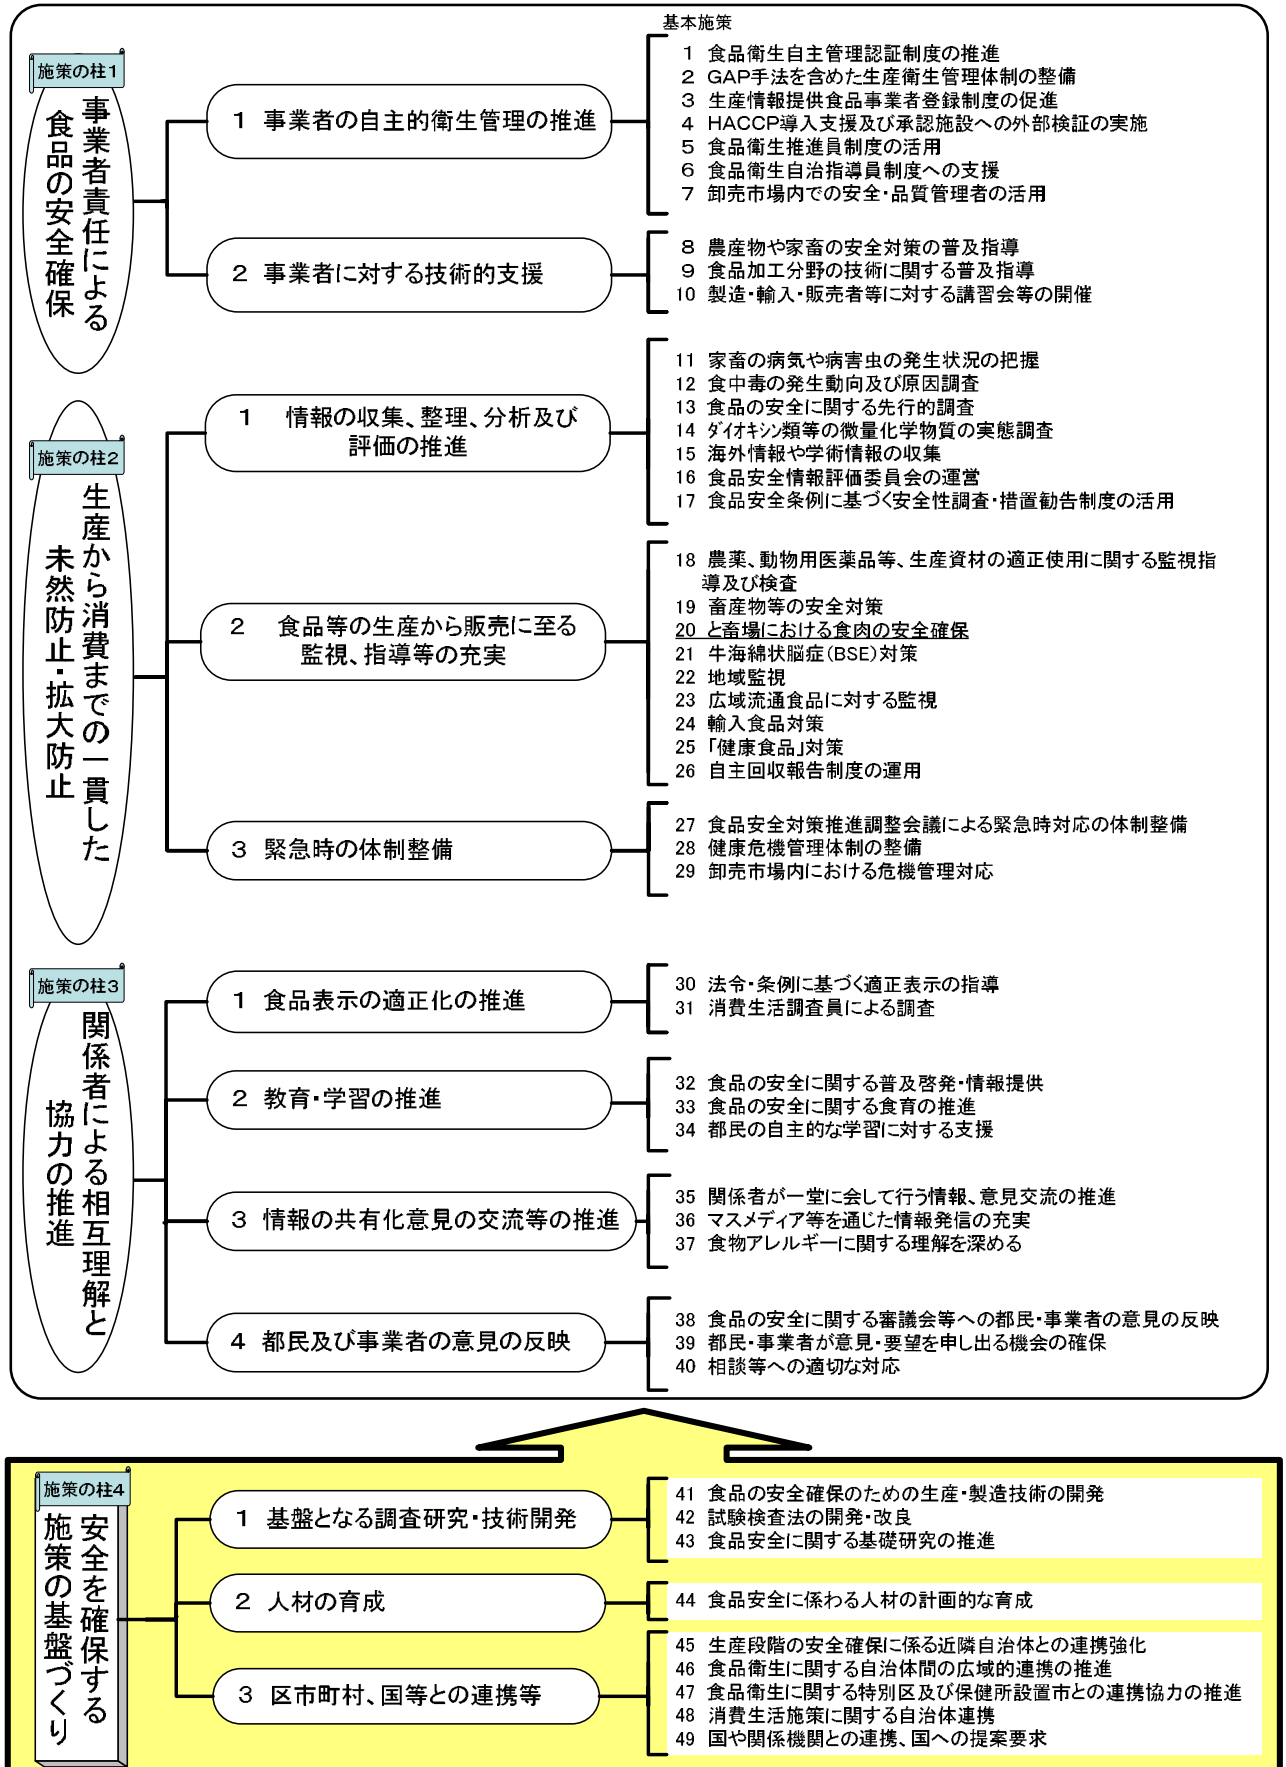 基本施策
施策の柱1
事業者責任による
食品の安全確保
1 事業者の自主的衛生管理の推進
1 食品衛生自主管理認証制度の推進
2 GAP手法を含めた生産衛生管理体制の整備
3 生産情報提供食品事業者登録制度の促進
4 HACCP導入支援及び承認施設への外部検証の実施
5 食品衛生推進員制度の活用
6 食品衛生自治指導員制度への支援
7 卸売市場内での安全・品質管理者の活用
2 事業者に対する技術的支援
8 農産物や家畜の安全対策の普及指導
9 食品加工分野の技術に関する普及指導
10 製造・輸入・販売者等に対する講習会等の開催
施策の柱2
生産から消費までの一貫した
未然防止・拡大防止
1 情報の収集、整理、分析及び
評価の推進
11 家畜の病気や病害虫の発生状況の把握
12 食中毒の発生動向及び原因調査
13 食品の安全に関する先行的調査
14 ダイオキシン類等の微量化学物質の実態調査
15 海外情報や学術情報の収集
16 食品安全情報評価委員会の運営
17 食品安全条例に基づく安全性調査・措置勧告制度の活用
2 食品等の生産から販売に至る
監視、指導等の充実
18 農薬、動物用医薬品等、生産資材の適正使用に関する監視指
導及び検査
19 畜産物等の安全対策
20 と畜場における食肉の安全確保
21 牛海綿状脳症(BSE)対策
22 地域監視
23 広域流通食品に対する監視
24 輸入食品対策
25 「健康食品」対策
26 自主回収報告制度の運用
3 緊急時の体制整備
27 食品安全対策推進調整会議による緊急時対応の体制整備
28 健康危機管理体制の整備
29 卸売市場内における危機管理対応
施策の柱3
関係者による相互理解と
協力の推進
1 食品表示の適正化の推進
30 法令・条例に基づく適正表示の指導
31 消費生活調査員による調査
2 教育・学習の推進
32 食品の安全に関する普及啓発・情報提供
33 食品の安全に関する食育の推進
34 都民の自主的な学習に対する支援
3 情報の共有化意見の交流等の推進
35 関係者が一堂に会して行う情報、意見交流の推進
36 マスメディア等を通じた情報発信の充実
37 食物アレルギーに関する理解を深める
4 都民及び事業者の意見の反映
38 食品の安全に関する審議会等への都民・事業者の意見の反映
39 都民・事業者が意見・要望を申し出る機会の確保
40 相談等への適切な対応
施策の柱4
安全を確保する
施策の基盤づくり
1 基盤となる調査研究・技術開発
41 食品の安全確保のための生産・製造技術の開発
42 試験検査法の開発・改良
43 食品安全に関する基礎研究の推進
2 人材の育成
44 食品安全に係わる人材の計画的な育成
3 区市町村、国等との連携等
45 生産段階の安全確保に係る近隣自治体との連携強化
46 食品衛生に関する自治体間の広域的連携の推進
47 食品衛生に関する特別区及び保健所設置市との連携協力の推進
48 消費生活施策に関する自治体連携
49 国や関係機関との連携、国への提案要求